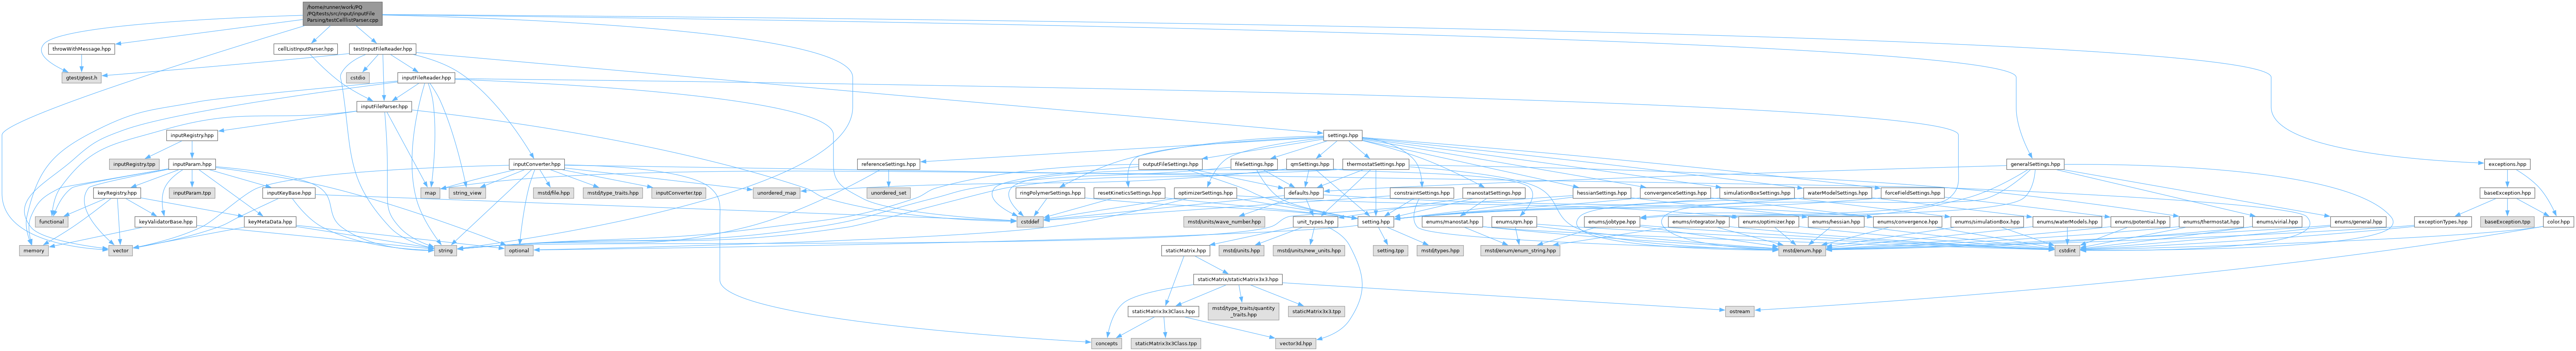 /home/runner/work/PQ
/PQ/tests/src/input/inputFile
Parsing/testCellListParser.cpp
throwWithMessage.hpp
cellListInputParser.hpp
testInputFileReader.hpp
gtest/gtest.h
cstdio
inputFileReader.hpp
inputFileParser.hpp
inputRegistry.hpp
settings.hpp
inputRegistry.tpp
inputParam.hpp
map
string_view
inputConverter.hpp
referenceSettings.hpp
outputFileSettings.hpp
fileSettings.hpp
qmSettings.hpp
thermostatSettings.hpp
generalSettings.hpp
exceptions.hpp
keyRegistry.hpp
inputParam.tpp
inputKeyBase.hpp
mstd/file.hpp
mstd/type_traits.hpp
inputConverter.tpp
unordered_map
unordered_set
ringPolymerSettings.hpp
resetKineticsSettings.hpp
optimizerSettings.hpp
defaults.hpp
constraintSettings.hpp
manostatSettings.hpp
hessianSettings.hpp
convergenceSettings.hpp
simulationBoxSettings.hpp
waterModelSettings.hpp
forceFieldSettings.hpp
baseException.hpp
functional
keyValidatorBase.hpp
keyMetaData.hpp
cstddef
mstd/units/wave_number.hpp
unit_types.hpp
setting.hpp
enums/manostat.hpp
enums/qm.hpp
enums/jobtype.hpp
enums/integrator.hpp
enums/optimizer.hpp
enums/hessian.hpp
enums/convergence.hpp
enums/simulationBox.hpp
enums/waterModels.hpp
enums/potential.hpp
enums/thermostat.hpp
enums/virial.hpp
enums/general.hpp
exceptionTypes.hpp
baseException.tpp
color.hpp
memory
vector
string
optional
staticMatrix.hpp
mstd/units.hpp
mstd/units/new_units.hpp
setting.tpp
mstd/types.hpp
mstd/enum/enum_string.hpp
mstd/enum.hpp
cstdint
staticMatrix/staticMatrix3x3.hpp
staticMatrix3x3Class.hpp
mstd/type_traits/quantity
_traits.hpp
staticMatrix3x3.tpp
ostream
concepts
staticMatrix3x3Class.tpp
vector3d.hpp